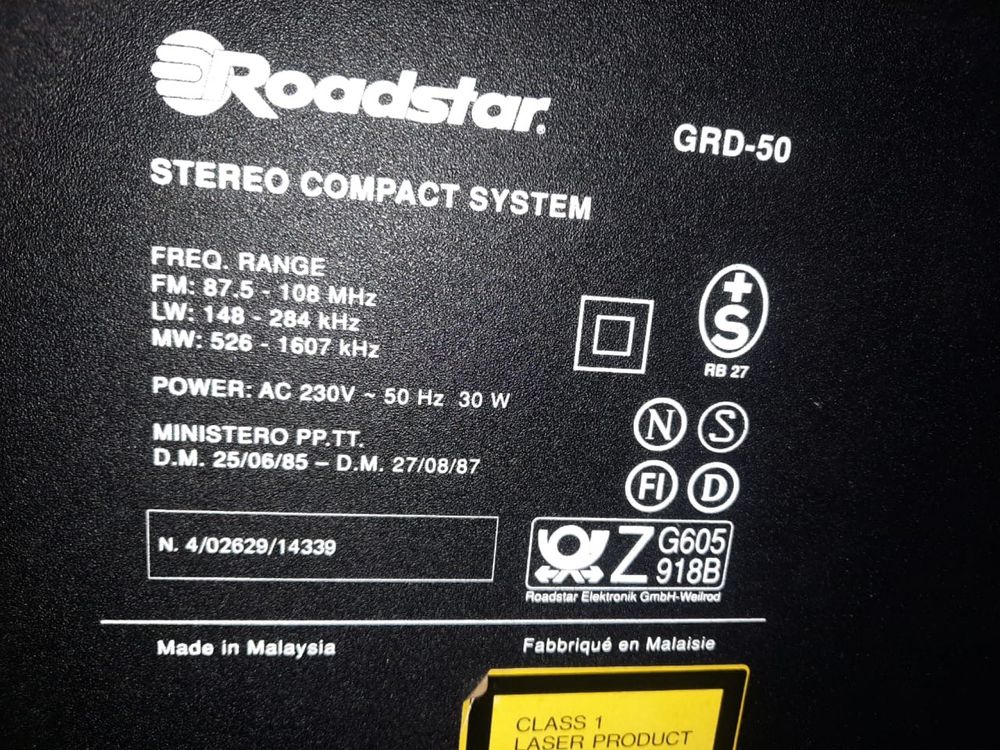 Roadstar.
GRD-50
STEREO COMPACT SYSTEM
FREQ. RANGE
FM: 87.5 - 108 MHz
LW: 148 - 284 kHz
MW: 526 - 1607 kHz
POWER: AC 230V ~ 50 Hz 30 W
MINISTERO PP.TT.
D.M. 25/06/85 – D.M. 27/08/87
N. 4/02629/14339
+S
RB 27
N S
FI D
Z G605
918B
Roadstar Elektronik GmbH-Weilrod
Made in Malaysia
Fabbriqué en Malaisie
CLASS 1
LASER PRODUCT